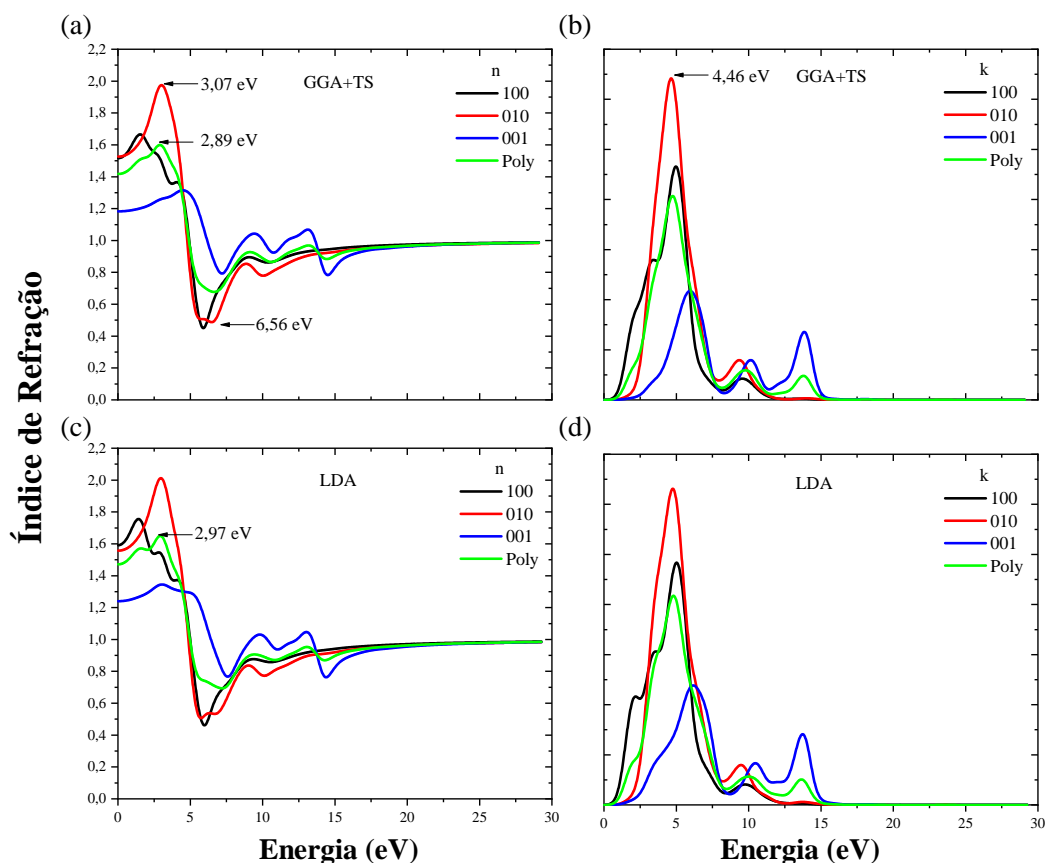 (a)
2,2
2,0
1,8
1,6
1,4
1,2
1,0
0,8
0,6
0,4
0,2
0,0
3,07 eV
GGA+TS
2,89 eV
6,56 eV
n
100
010
001
Poly
(b)
4,46 eV
GGA+TS
k
100
010
001
Poly
Índice de Refração
(c)
2,2
2,0
1,8
1,6
1,4
1,2
1,0
0,8
0,6
0,4
0,2
0,0
LDA
2,97 eV
n
100
010
001
Poly
0
5
10
15
20
25
30
Energia (eV)
(d)
LDA
k
100
010
001
Poly
0
5
10
15
20
25
30
Energia (eV)